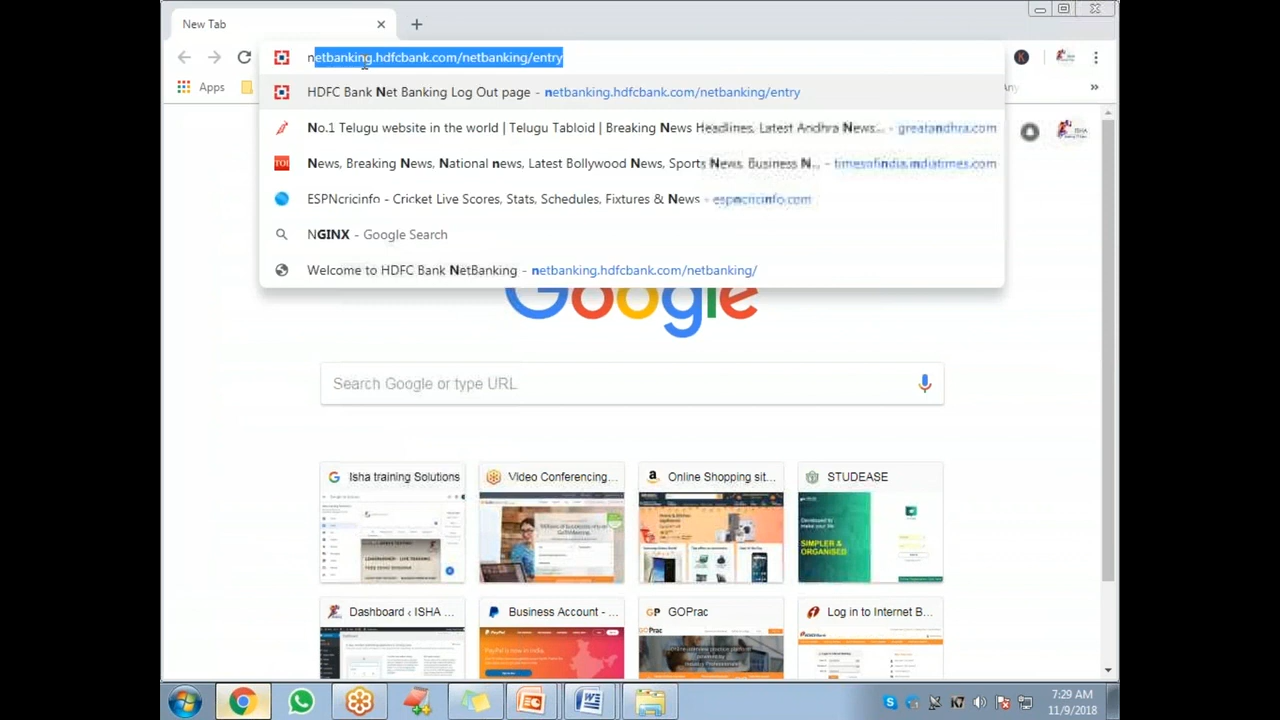 New Tab
netbanking.hdfcbank.com/netbanking/entry
Apps
HDFC Bank Net Banking Log Out page - netbanking.hdfcbank.com/netbanking/entry
No.1 Telugu website in the world | Telugu Tabloid | Breaking News Headlines, Latest Andhra News... - greatandhra.com
News, Breaking News, National news, Latest Bollywood News, Sports News, Business N... - timesofindia.indiatimes.com
ESPNcricinfo - Cricket Live Scores, Stats, Schedules, Fixtures & News - espncricinfo.com
NGINX - Google Search
Welcome to HDFC Bank NetBanking - netbanking.hdfcbank.com/netbanking/
Google
Search Google or type URL
Isha training Solutions
Video Conferencing...
Online Shopping sit...
STUDEASE
SIMPLER & ORGANISED
Dashboard ‹ ISHA ...
Business Account - ...
GOPrac
Log in to Internet B...
PayPal is now in India.
7:29 AM
11/9/2018